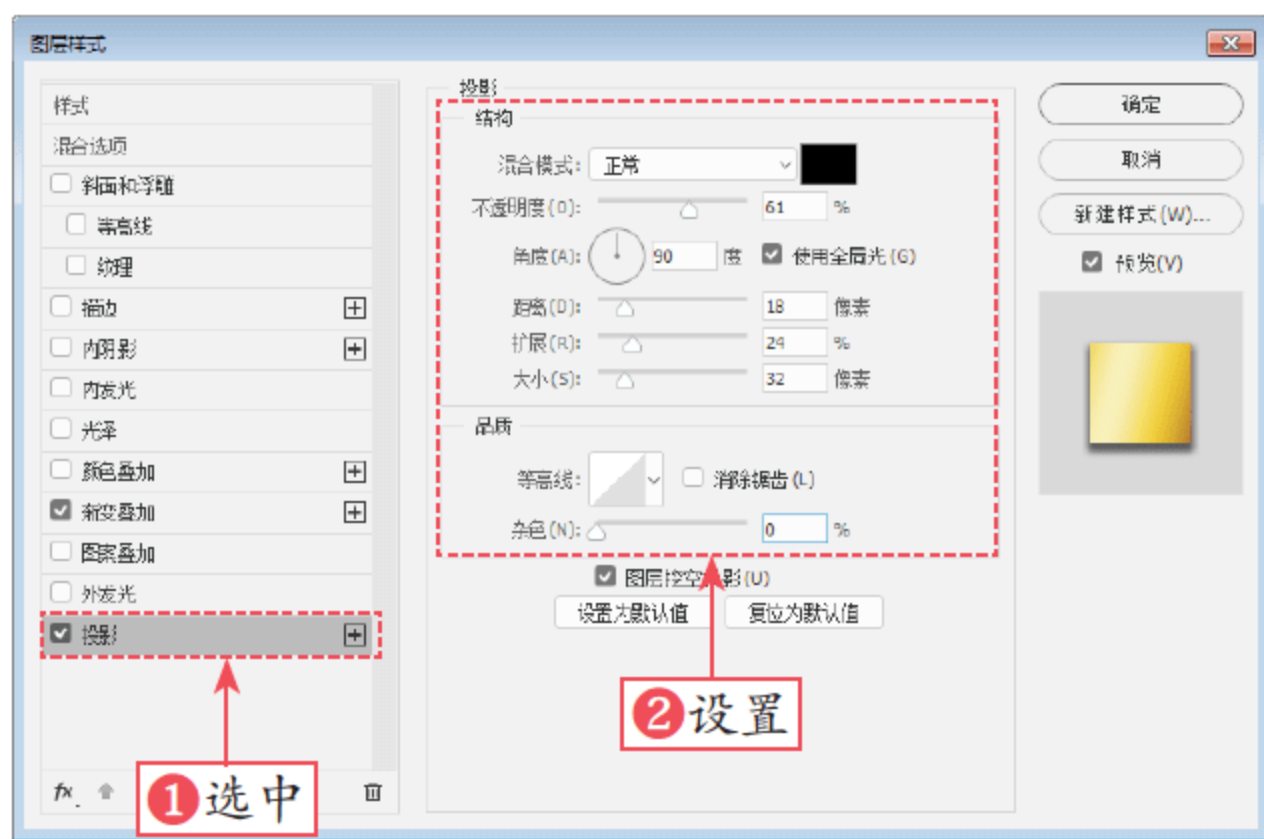 图层样式
样式
混合选项
斜面和浮雕
等高线
纹理
描边
内阴影
内发光
光泽
颜色叠加
渐变叠加
图案叠加
外发光
投影
fx
❶选中
投影
结构
混合模式: 正常
不透明度(O): 61 %
角度(A): 90 度 使用全局光(G)
距离(D): 18 像素
扩展(R): 24 %
大小(S): 32 像素
品质
等高线: 消除锯齿(L)
杂色(N): 0 %
图层挖空投影(U)
设置为默认值 复位为默认值
❷设置
确定
取消
新建样式(W)...
预览(V)